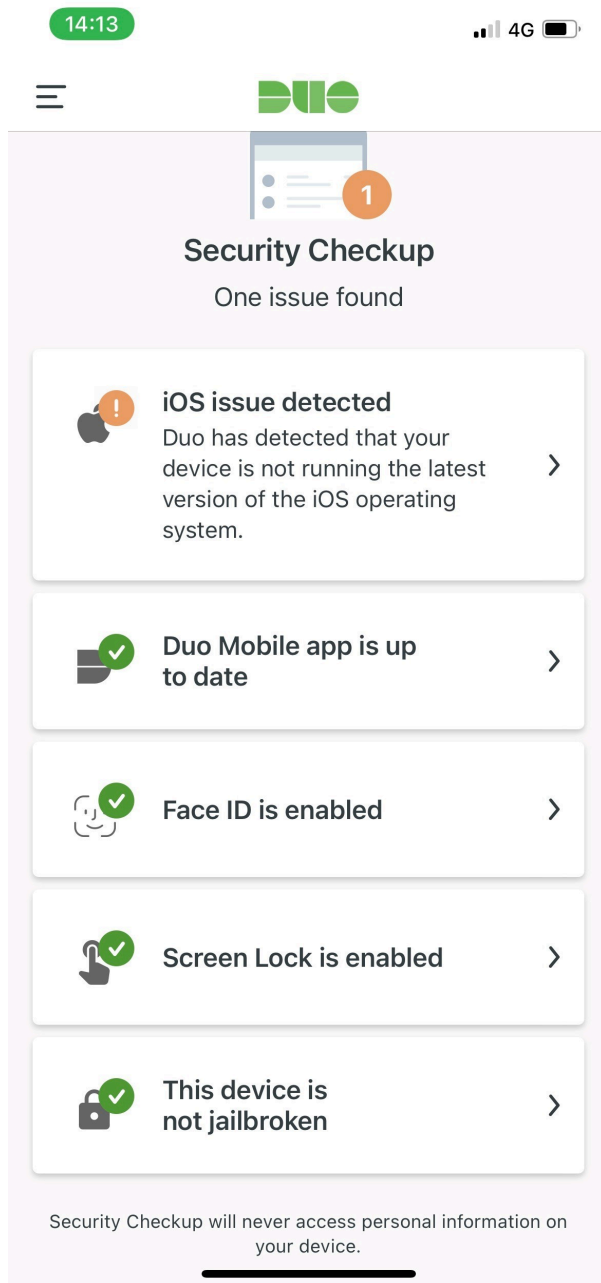 14:13
4G
DUO
1
Security Checkup
One issue found
!
iOS issue detected
Duo has detected that your
device is not running the latest
version of the iOS operating
system.
Duo Mobile app is up
to date
Face ID is enabled
Screen Lock is enabled
This device is
not jailbroken
Security Checkup will never access personal information on
your device.